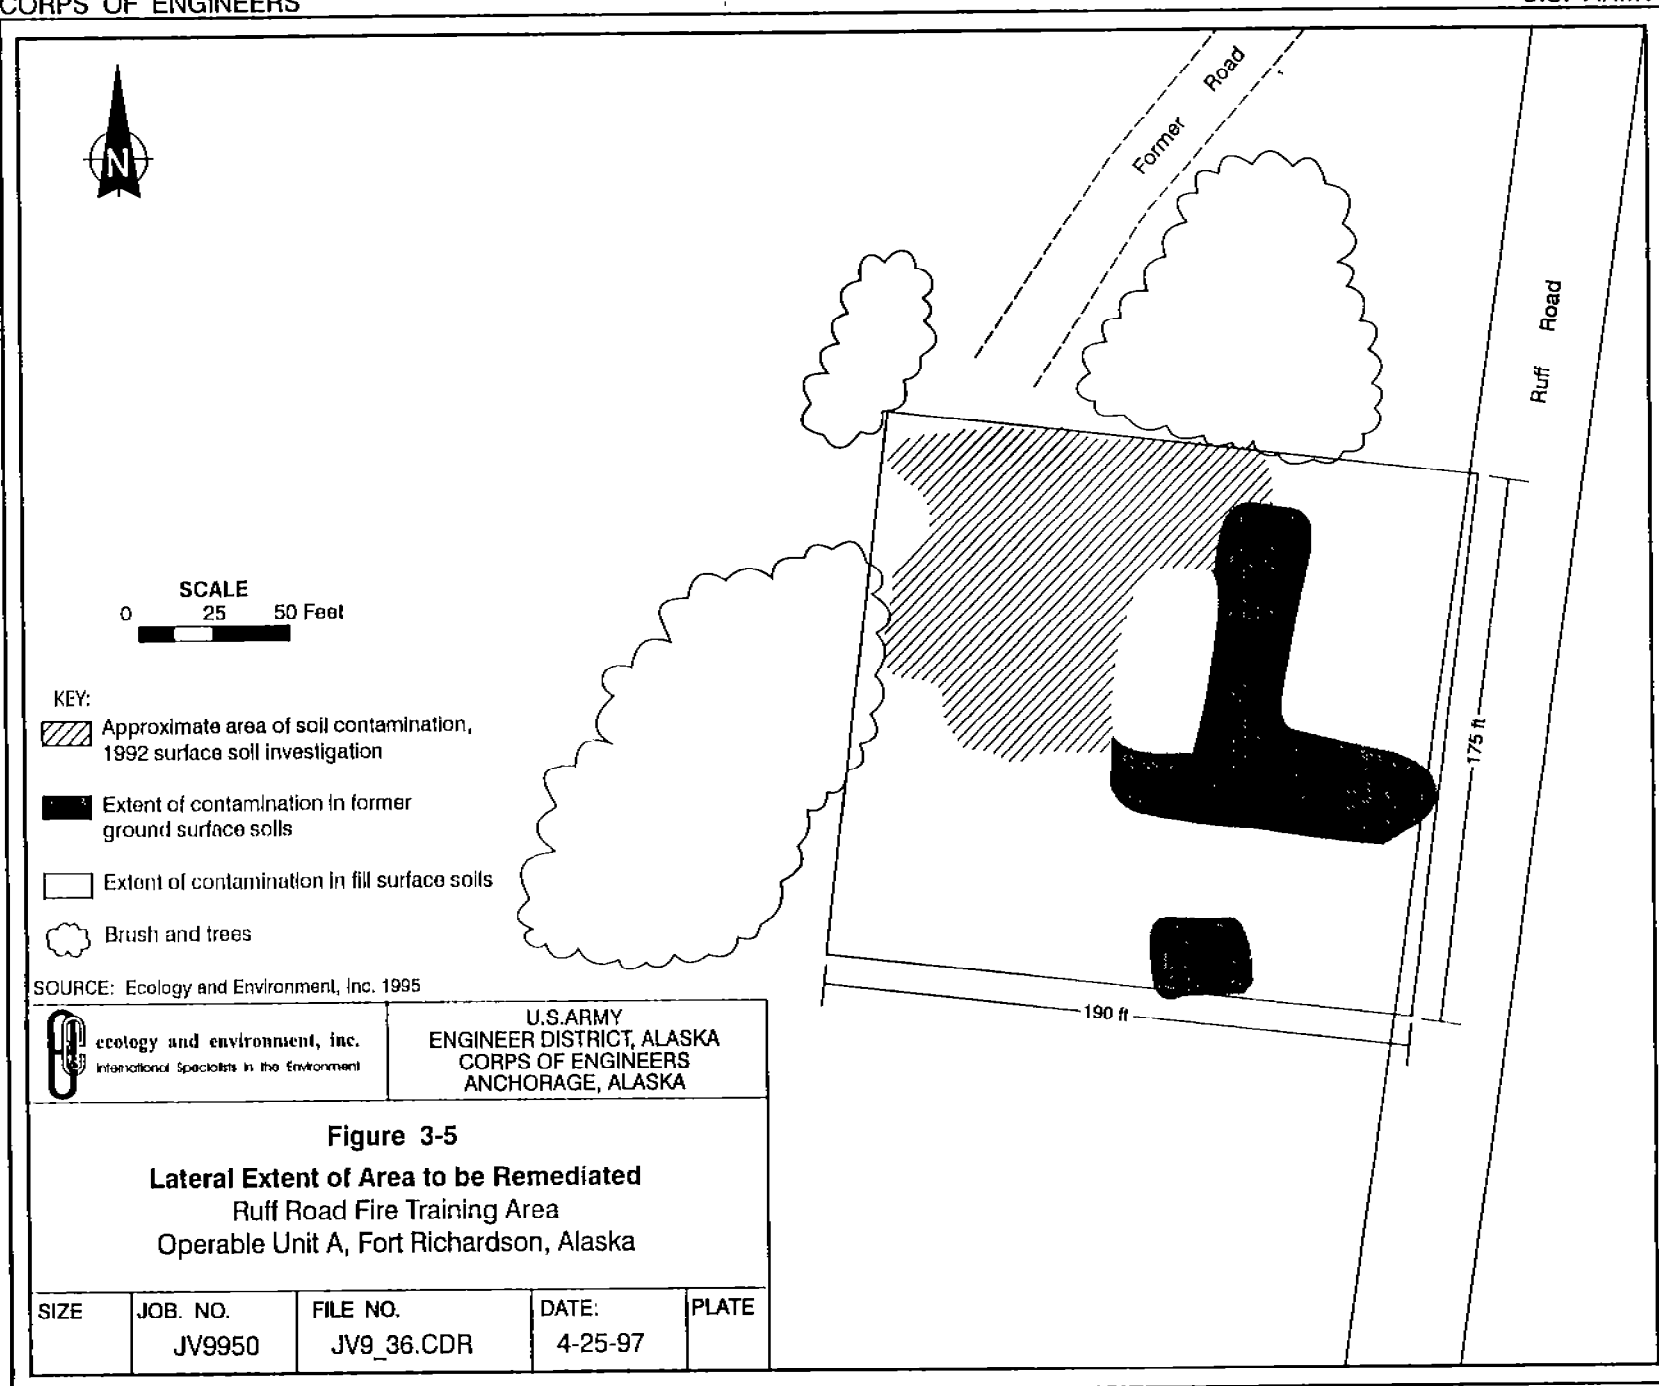 CORPS OF ENGINEERS
Former Road
Ruff Road
N
SCALE
0 25 50 Feet
KEY:
Approximate area of soil contamination,
1992 surface soil investigation
Extent of contamination in former
ground surface soils
Extent of contamination in fill surface soils
Brush and trees
175 ft
190 ft
SOURCE: Ecology and Environment, Inc. 1995
ecology and environment, inc.
International Specialists in the Environment
U.S.ARMY
ENGINEER DISTRICT, ALASKA
CORPS OF ENGINEERS
ANCHORAGE, ALASKA
Figure 3-5
Lateral Extent of Area to be Remediated
Ruff Road Fire Training Area
Operable Unit A, Fort Richardson, Alaska
SIZE
JOB. NO.
JV9950
FILE NO.
JV9_36.CDR
DATE:
4-25-97
PLATE